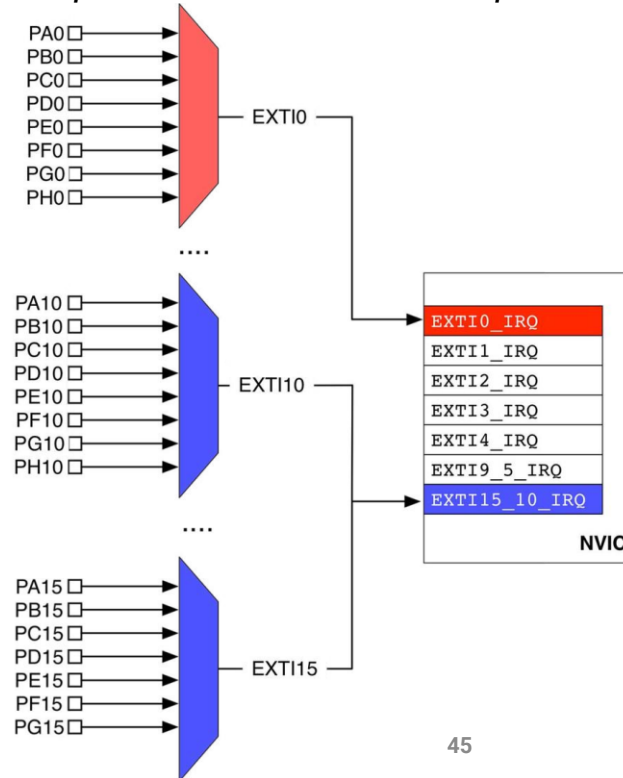 PA0
PB0
PC0
PD0
PE0
PF0
PG0
PH0
EXTI0
....
PA10
PB10
PC10
PD10
PE10
PF10
PG10
PH10
EXTI10
....
PA15
PB15
PC15
PD15
PE15
PF15
PG15
EXTI15
EXTI0_IRQ
EXTI1_IRQ
EXTI2_IRQ
EXTI3_IRQ
EXTI4_IRQ
EXTI9_5_IRQ
EXTI15_10_IRQ
NVIC
45